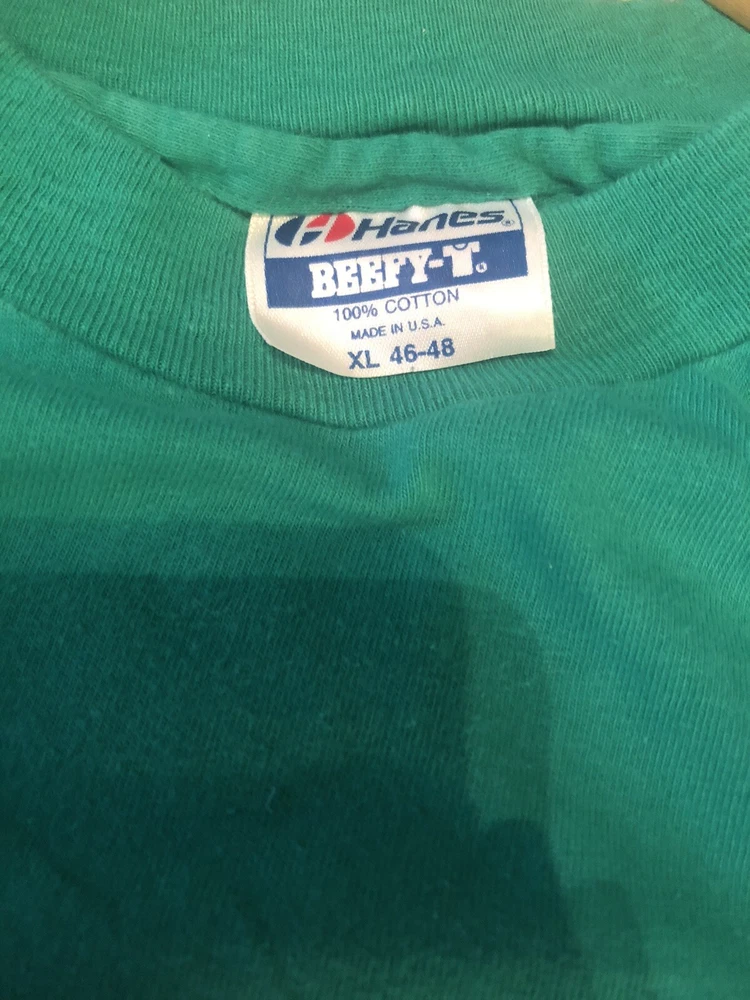 Hanes®
BEEFY-T®
100% COTTON
MADE IN U.S.A.
XL 46-48